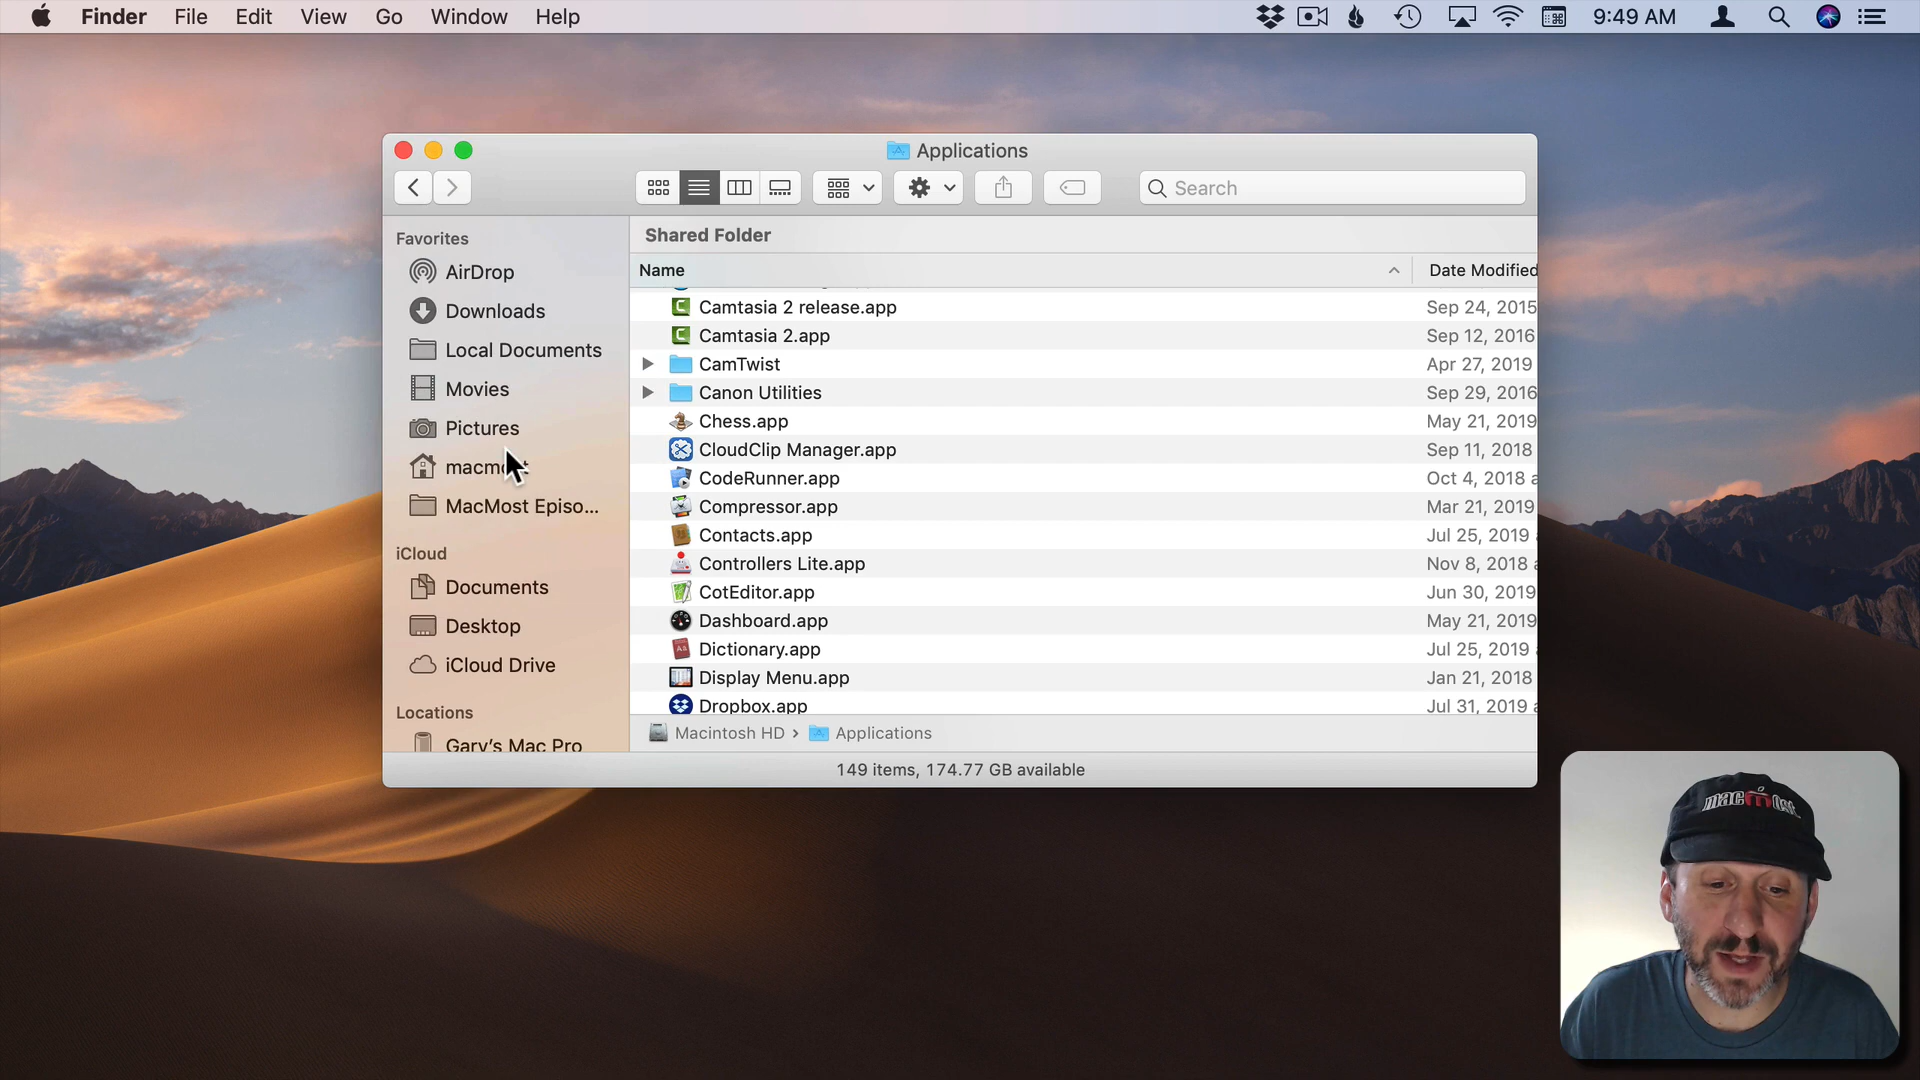 Finder File Edit View Go Window Help 9:49 AM
Applications
Search
Favorites
AirDrop
Downloads
Local Documents
Movies
Pictures
MacMost Episo...
iCloud
Documents
Desktop
iCloud Drive
Locations
Gary's Mac Pro
Shared Folder
Name Date Modified
Camtasia 2 release.app Sep 24, 2015
Camtasia 2.app Sep 12, 2016
CamTwist Apr 27, 2019
Canon Utilities Sep 29, 2016
Chess.app May 21, 2019
CloudClip Manager.app Sep 11, 2018
CodeRunner.app Oct 4, 2018 a
Compressor.app Mar 21, 2019
Contacts.app Jul 25, 2019
Controllers Lite.app Nov 8, 2018 a
CotEditor.app Jun 30, 2019
Dashboard.app May 21, 2019
Dictionary.app Jul 25, 2019
Display Menu.app Jan 21, 2018
Dropbox.app Jul 31, 2019 a
Macintosh HD › Applications
149 items, 174.77 GB available
macmost